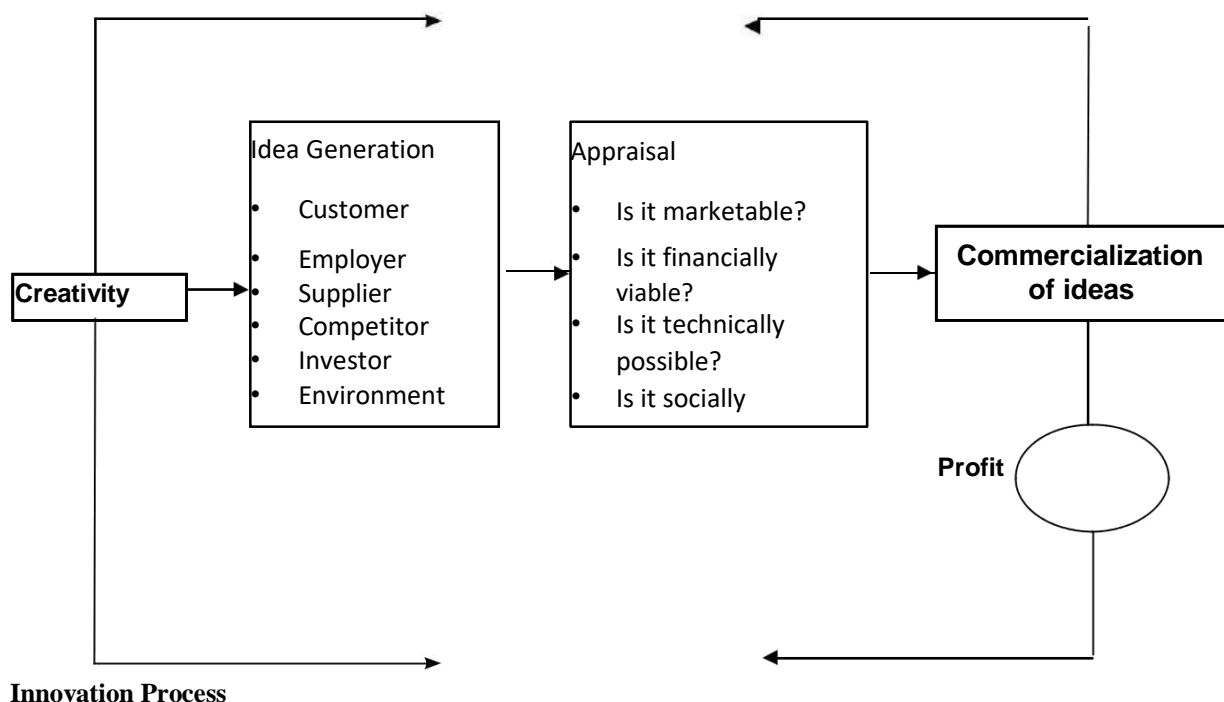 Creativity
Idea Generation
• Customer
• Employer
• Supplier
• Competitor
• Investor
• Environment
Appraisal
• Is it marketable?
• Is it financially
viable?
• Is it technically
possible?
• Is it socially
Commercialization
of ideas
Profit
Innovation Process